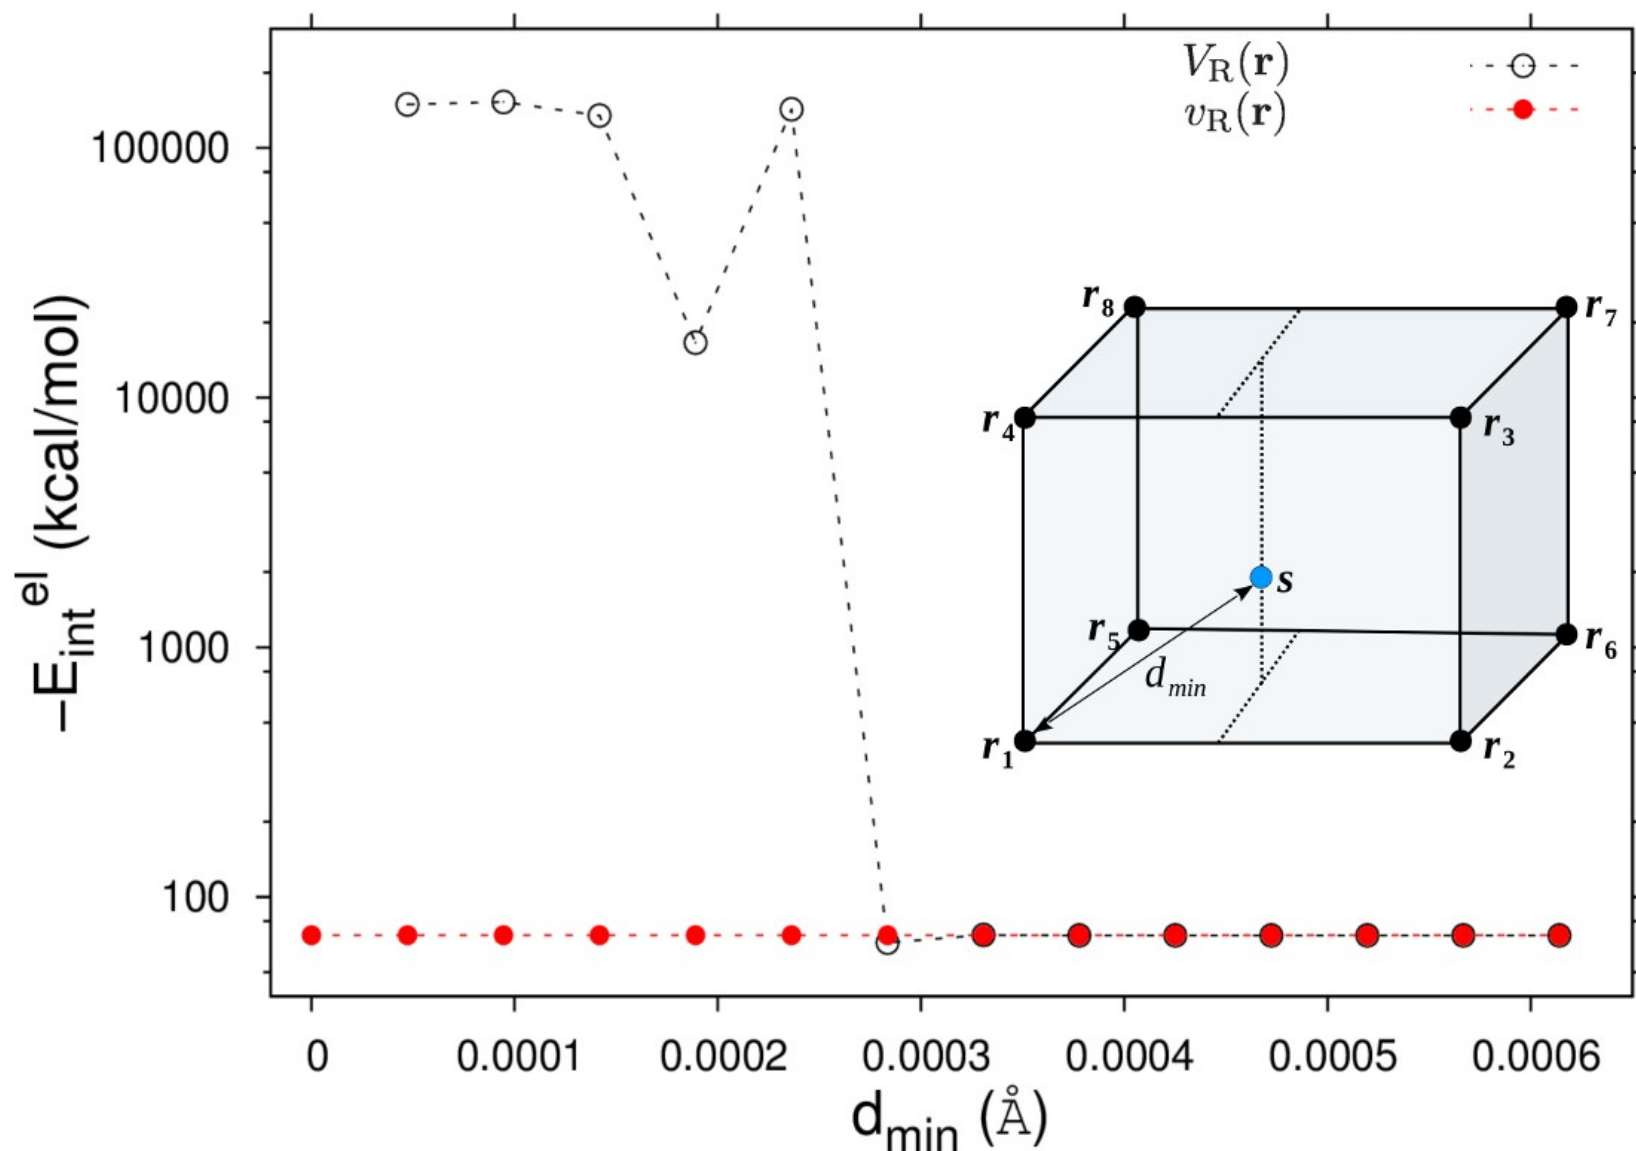 V_R(r)
v_R(r)
100000
10000
1000
100
−E_int^el (kcal/mol)
r_8
r_7
r_4
r_3
s
r_5
r_6
d_min
r_1
r_2
0 0.0001 0.0002 0.0003 0.0004 0.0005 0.0006
d_min (Å)